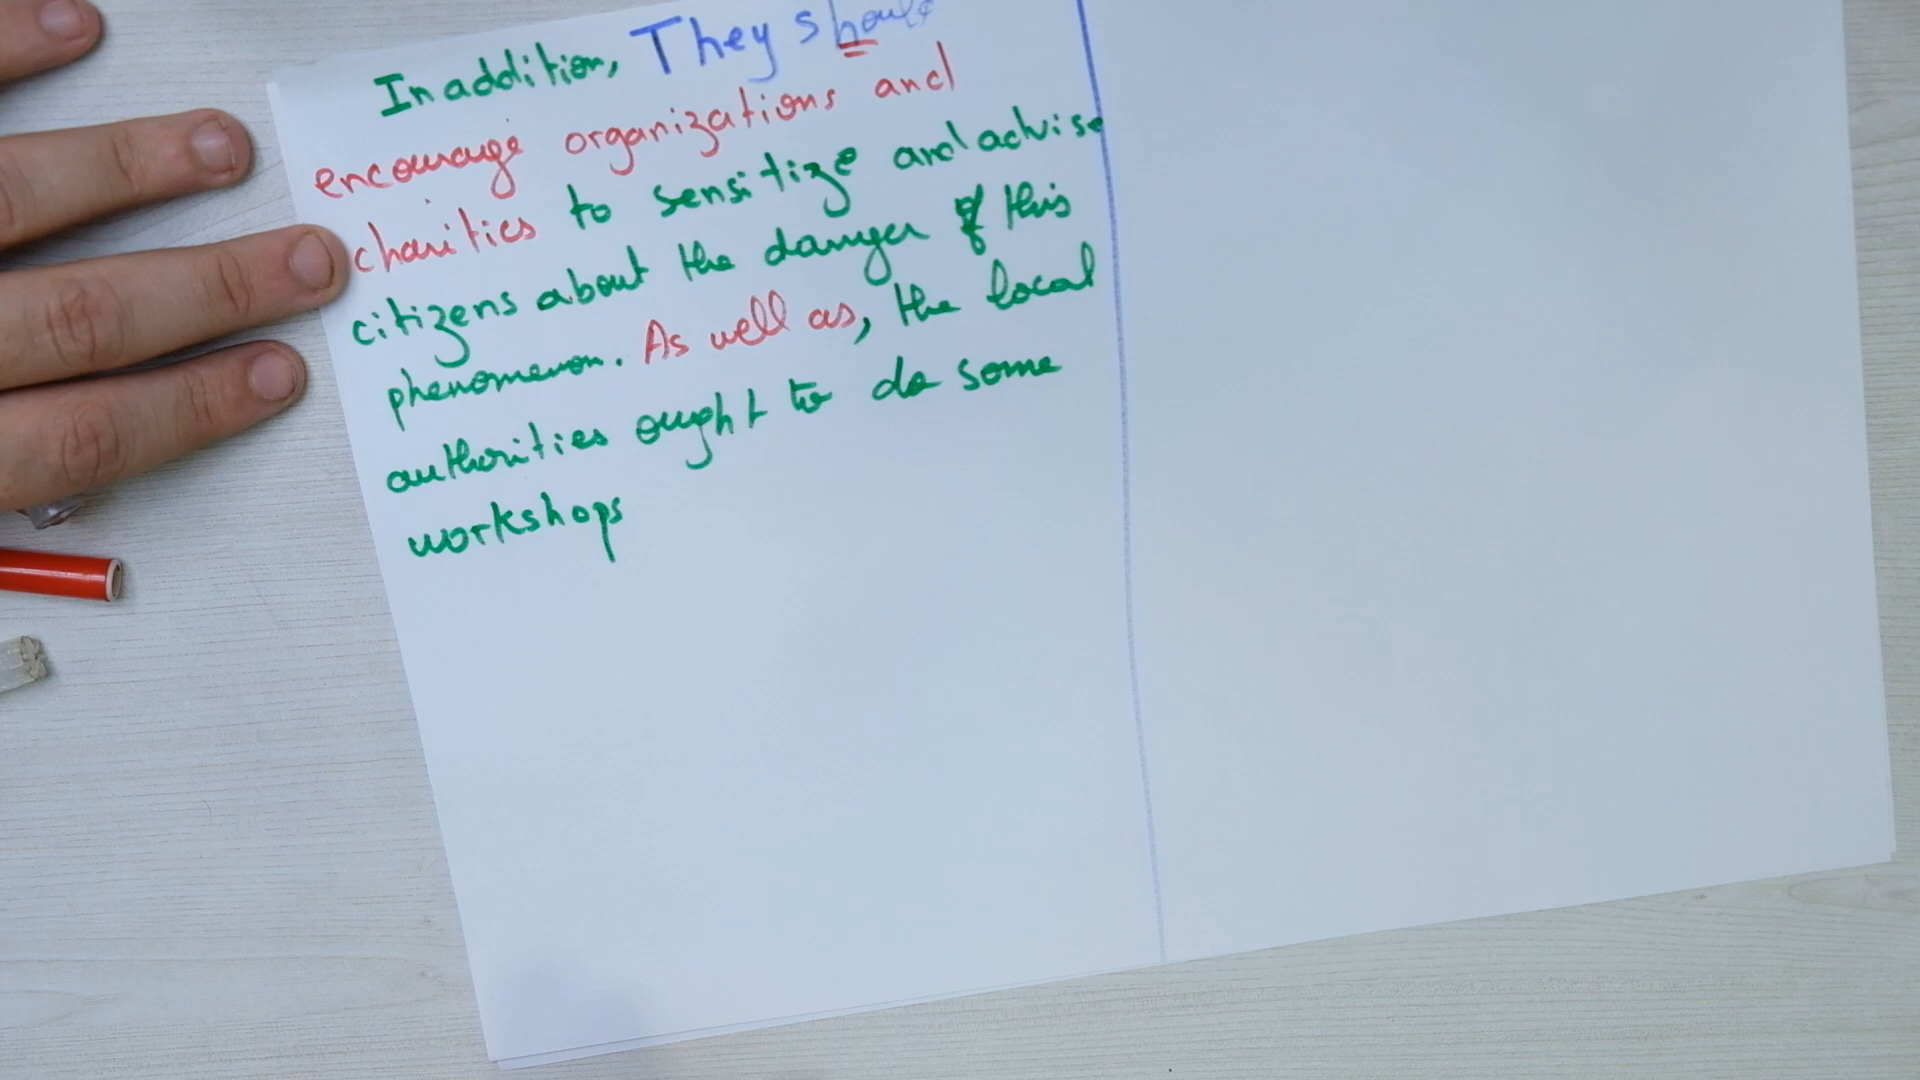 In addition, They should
encourage organizations and
charities to sensitize and advise
citizens about the danger of this
phenomenon. As well as, the local
authorities ought to do some
workshops